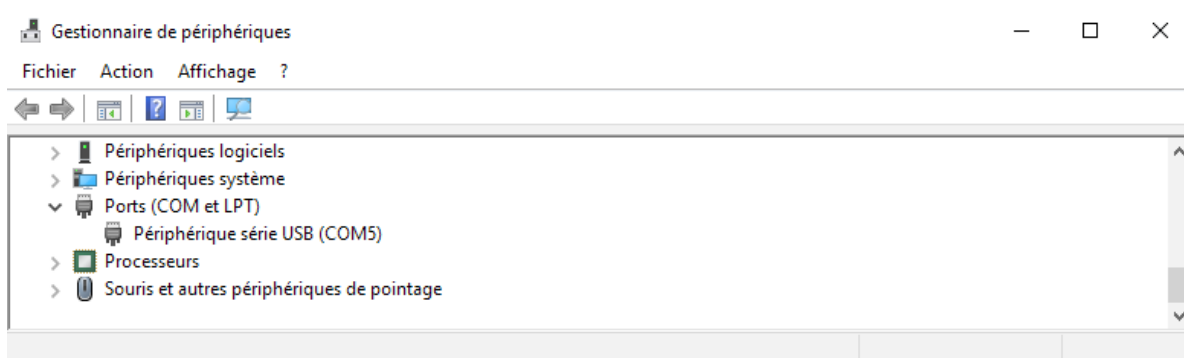 Gestionnaire de périphériques
Fichier Action Affichage ?
Périphériques logiciels
Périphériques système
Ports (COM et LPT)
Périphérique série USB (COM5)
Processeurs
Souris et autres périphériques de pointage